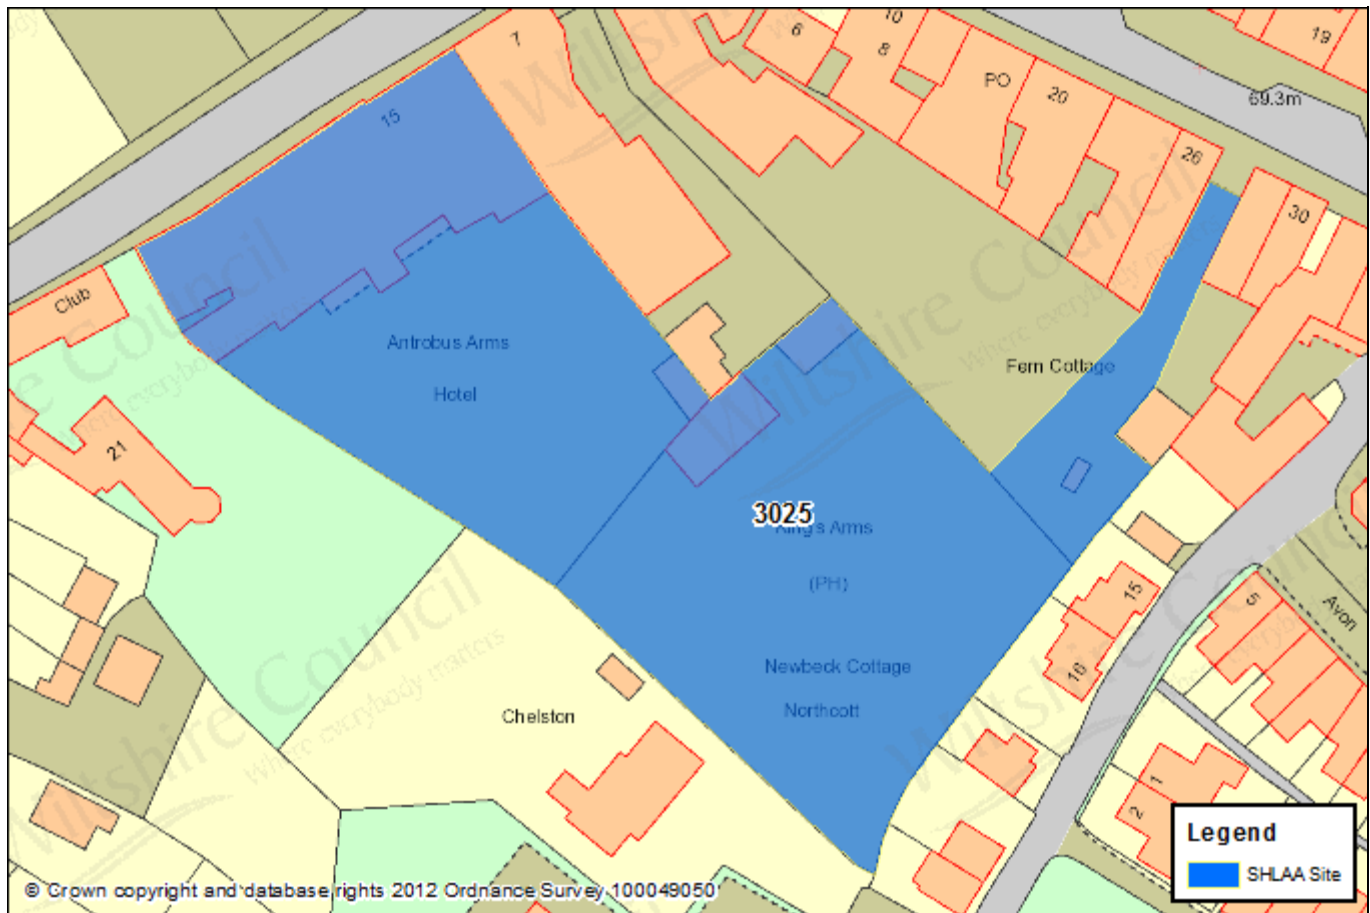 7
10
6
8
19
PO
20
69.3m
15
26
30
Club
Antrobus Arms
Hotel
Fern Cottage
21
3025
King's Arms
(PH)
15
5
Avon
16
Newbeck Cottage
Northcott
Chelston
1
2
Legend
SHLAA Site
© Crown copyright and database rights 2012 Ordnance Survey 100049050
Wiltshire Council
Where everybody matters